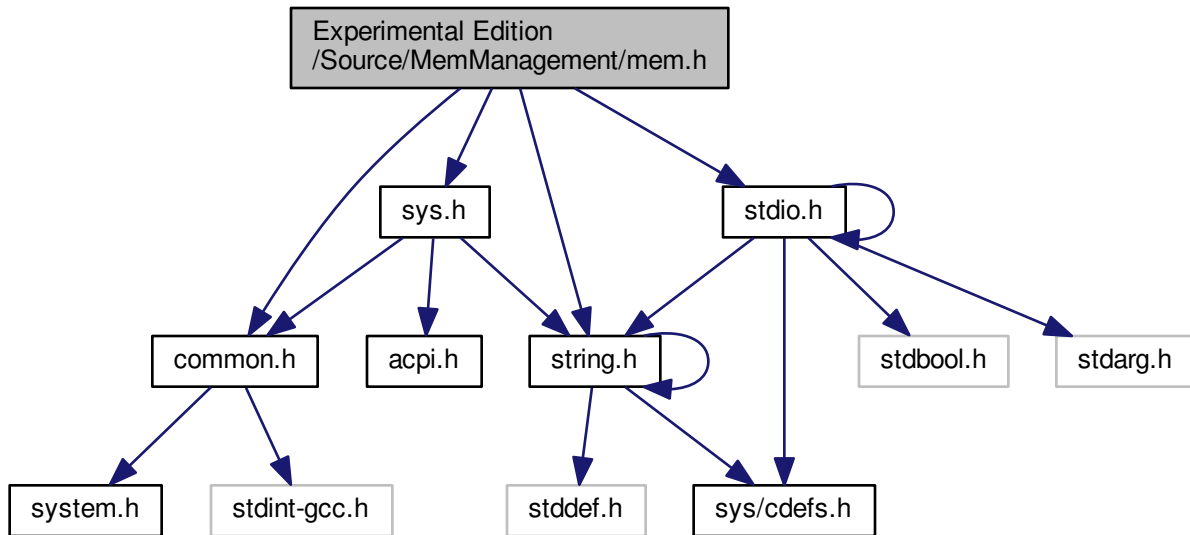 Experimental Edition
/Source/MemManagement/mem.h
sys.h
stdio.h
common.h
acpi.h
string.h
stdbool.h
stdarg.h
system.h
stdint-gcc.h
stddef.h
sys/cdefs.h